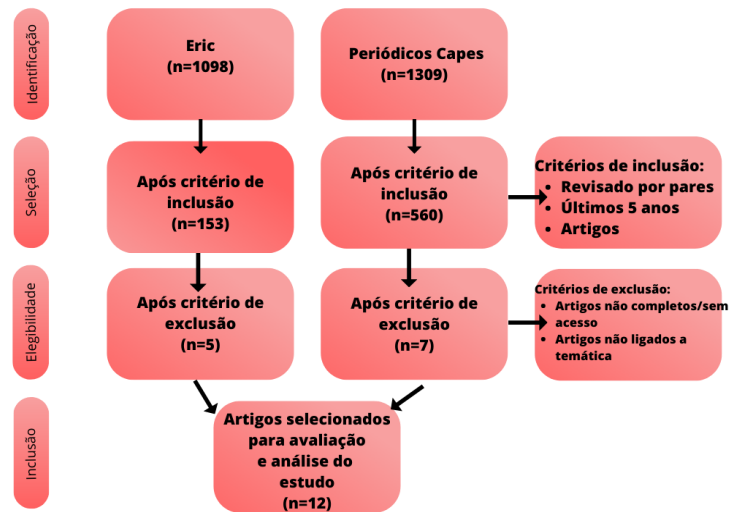 Identificação
Eric
(n=1098)
Periódicos Capes
(n=1309)
Seleção
Após critério de
inclusão
(n=153)
Após critério de
inclusão
(n=560)
Critérios de inclusão:
• Revisado por pares
• Últimos 5 anos
• Artigos
Elegibilidade
Após critério de
exclusão
(n=5)
Após critério de
exclusão
(n=7)
Critérios de exclusão:
• Artigos não completos/sem
acesso
• Artigos não ligados a
temática
Inclusão
Artigos selecionados
para avaliação
e análise do
estudo
(n=12)